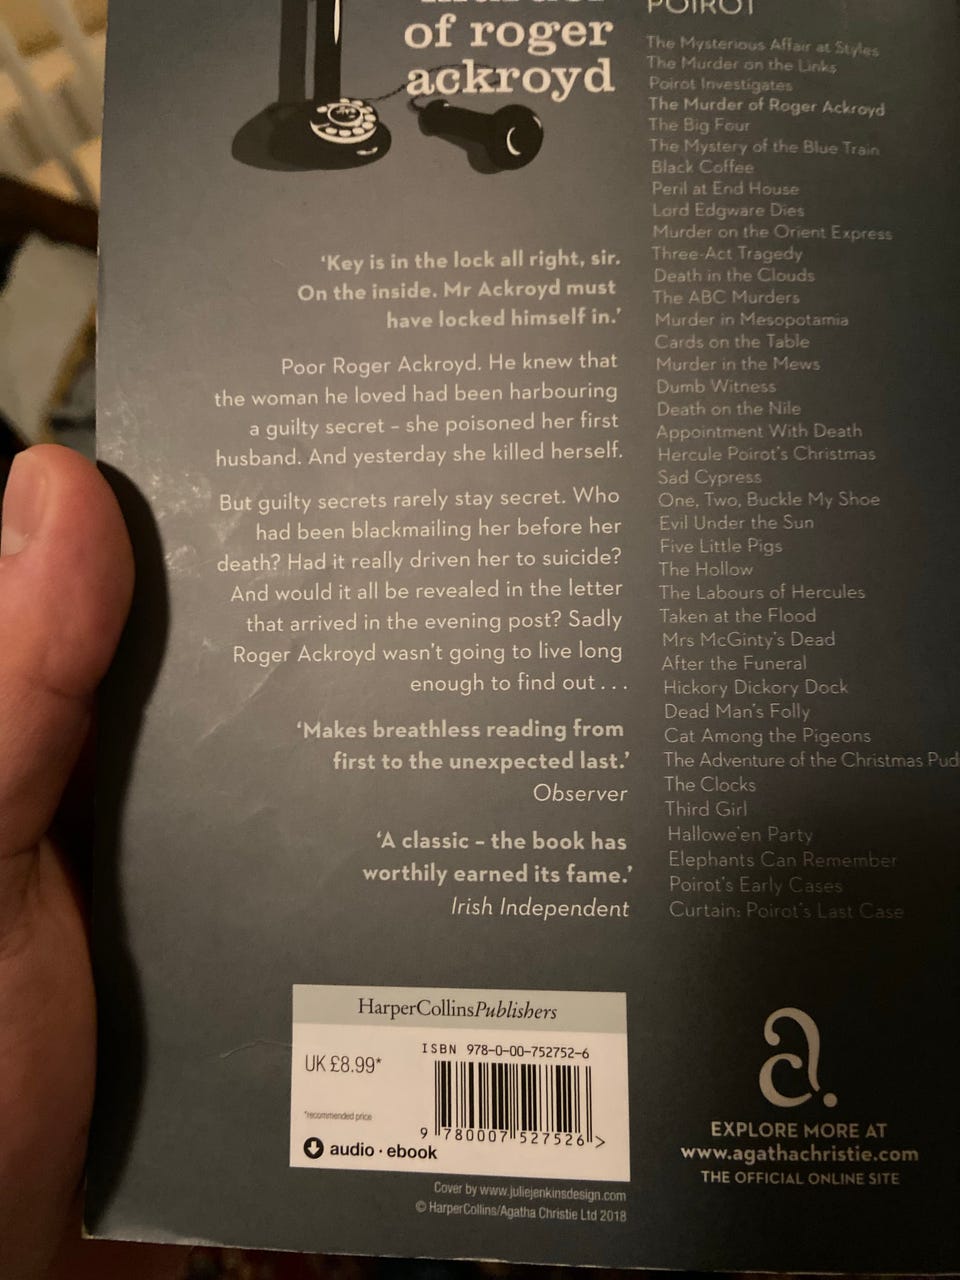 of roger
ackroyd
'Key is in the lock all right, sir.
On the inside. Mr Ackroyd must
have locked himself in.'
Poor Roger Ackroyd. He knew that
the woman he loved had been harbouring
a guilty secret – she poisoned her first
husband. And yesterday she killed herself.
But guilty secrets rarely stay secret. Who
had been blackmailing her before her
death? Had it really driven her to suicide?
And would it all be revealed in the letter
that arrived in the evening post? Sadly
Roger Ackroyd wasn't going to live long
enough to find out . . .
'Makes breathless reading from
first to the unexpected last.'
Observer
'A classic – the book has
worthily earned its fame.'
Irish Independent
HarperCollinsPublishers
UK £8.99*
*recommended price
audio · ebook
ISBN 978-0-00-752752-6
9 780007 527526 >
Cover by www.juliejenkinsdesign.com
© HarperCollins/Agatha Christie Ltd 2018
POIROT
The Mysterious Affair at Styles
The Murder on the Links
Poirot Investigates
The Murder of Roger Ackroyd
The Big Four
The Mystery of the Blue Train
Black Coffee
Peril at End House
Lord Edgware Dies
Murder on the Orient Express
Three-Act Tragedy
Death in the Clouds
The ABC Murders
Murder in Mesopotamia
Cards on the Table
Murder in the Mews
Dumb Witness
Death on the Nile
Appointment With Death
Hercule Poirot's Christmas
Sad Cypress
One, Two, Buckle My Shoe
Evil Under the Sun
Five Little Pigs
The Hollow
The Labours of Hercules
Taken at the Flood
Mrs McGinty's Dead
After the Funeral
Hickory Dickory Dock
Dead Man's Folly
Cat Among the Pigeons
The Adventure of the Christmas Pud
The Clocks
Third Girl
Hallowe'en Party
Elephants Can Remember
Poirot's Early Cases
Curtain: Poirot's Last Case
EXPLORE MORE AT
www.agathachristie.com
THE OFFICIAL ONLINE SITE